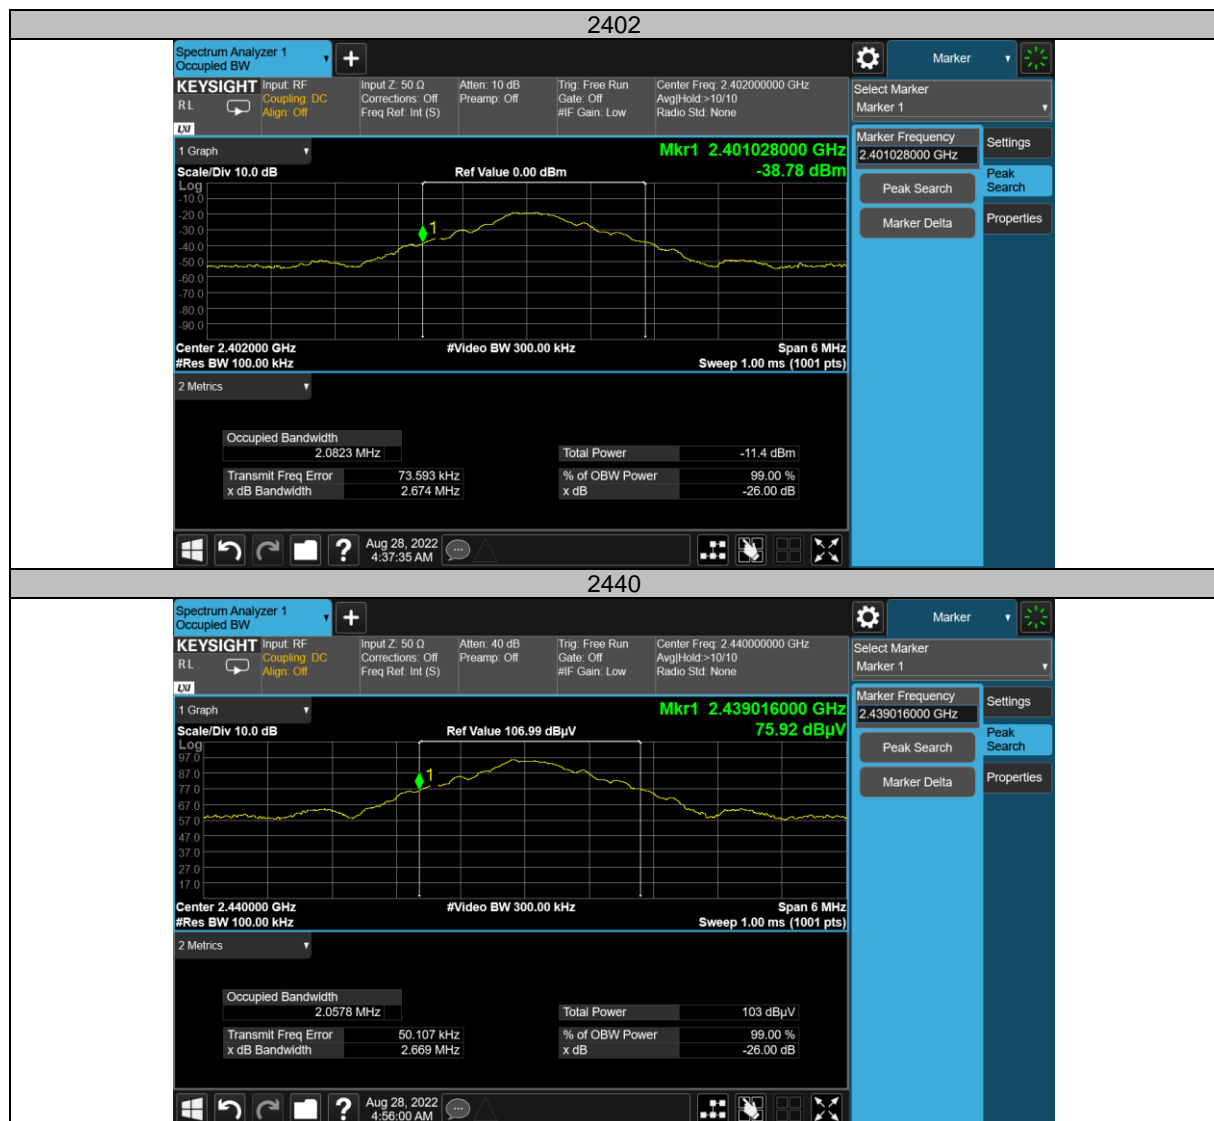 2402
Spectrum Analyzer 1
Occupied BW
Marker
KEYSIGHT
R L
LXI
Input: RF
Coupling: DC
Align: Off
Input Z: 50 Ω
Corrections: Off
Freq Ref: Int (S)
Atten: 10 dB
Preamp: Off
Trig: Free Run
Gate: Off
#IF Gain: Low
Center Freq: 2.402000000 GHz
Avg|Hold:>10/10
Radio Std: None
Select Marker
Marker 1
1 Graph
Mkr1 2.401028000 GHz
-38.78 dBm
Scale/Div 10.0 dB
Ref Value 0.00 dBm
Marker Frequency
2.401028000 GHz
Settings
Peak Search
Peak
Search
Marker Delta
Properties
Log
-10.0
-20.0
-30.0
-40.0
-50.0
-60.0
-70.0
-80.0
-90.0
1
Center 2.402000 GHz
#Video BW 300.00 kHz
Span 6 MHz
#Res BW 100.00 kHz
Sweep 1.00 ms (1001 pts)
2 Metrics
Occupied Bandwidth
2.0823 MHz
Total Power -11.4 dBm
Transmit Freq Error 73.593 kHz
% of OBW Power 99.00 %
x dB Bandwidth 2.674 MHz
x dB -26.00 dB
Aug 28, 2022
4:37:35 AM
2440
Spectrum Analyzer 1
Occupied BW
Marker
KEYSIGHT
R L
LXI
Input: RF
Coupling: DC
Align: Off
Input Z: 50 Ω
Corrections: Off
Freq Ref: Int (S)
Atten: 40 dB
Preamp: Off
Trig: Free Run
Gate: Off
#IF Gain: Low
Center Freq: 2.440000000 GHz
Avg|Hold:>10/10
Radio Std: None
Select Marker
Marker 1
1 Graph
Mkr1 2.439016000 GHz
75.92 dBµV
Scale/Div 10.0 dB
Ref Value 106.99 dBµV
Marker Frequency
2.439016000 GHz
Settings
Peak Search
Peak
Search
Marker Delta
Properties
Log
97.0
87.0
77.0
67.0
57.0
47.0
37.0
27.0
17.0
1
Center 2.440000 GHz
#Video BW 300.00 kHz
Span 6 MHz
#Res BW 100.00 kHz
Sweep 1.00 ms (1001 pts)
2 Metrics
Occupied Bandwidth
2.0578 MHz
Total Power 103 dBµV
Transmit Freq Error 50.107 kHz
% of OBW Power 99.00 %
x dB Bandwidth 2.669 MHz
x dB -26.00 dB
Aug 28, 2022
4:56:00 AM